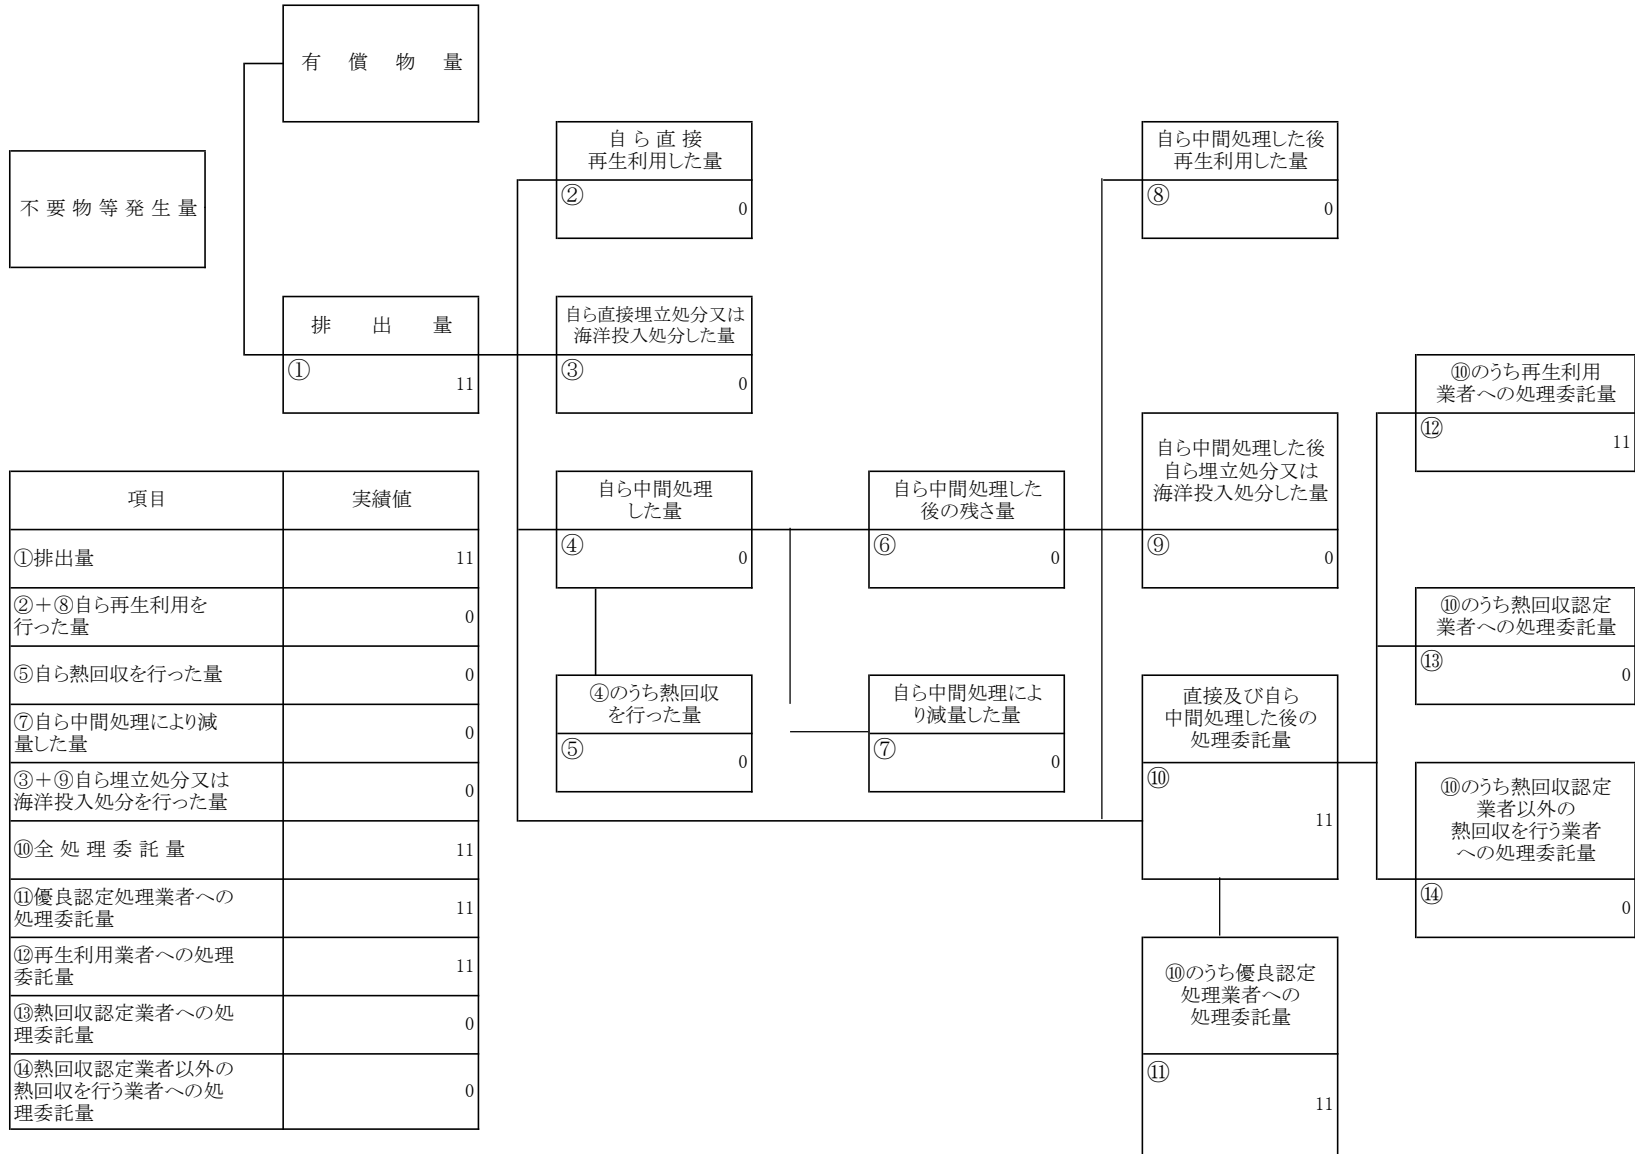 有 償 物 量
不 要 物 等 発 生 量
自 ら 直 接
再生利用した量
②
0
自ら中間処理した後
再生利用した量
⑧
0
排 出 量
①
11
自ら直接埋立処分又は
海洋投入処分した量
③
0
⑩のうち再生利用
業者への処理委託量
⑫
11
自ら中間処理
した量
④
0
自ら中間処理した
後の残さ量
⑥
0
自ら中間処理した後
自ら埋立処分又は
海洋投入処分した量
⑨
0
⑩のうち熱回収認定
業者への処理委託量
⑬
0
④のうち熱回収
を行った量
⑤
0
自ら中間処理によ
り減量した量
⑦
0
直接及び自ら
中間処理した後の
処理委託量
⑩
11
⑩のうち熱回収認定
業者以外の
熱回収を行う業者
への処理委託量
⑭
0
⑩のうち優良認定
処理業者への
処理委託量
⑪
11
項目 実績値
①排出量 11
②＋⑧自ら再生利用を
行った量 0
⑤自ら熱回収を行った量 0
⑦自ら中間処理により減
量した量 0
③＋⑨自ら埋立処分又は
海洋投入処分を行った量 0
⑩全 処 理 委 託 量 11
⑪優良認定処理業者への
処理委託量 11
⑫再生利用業者への処理
委託量 11
⑬熱回収認定業者への処
理委託量 0
⑭熱回収認定業者以外の
熱回収を行う業者への処
理委託量 0